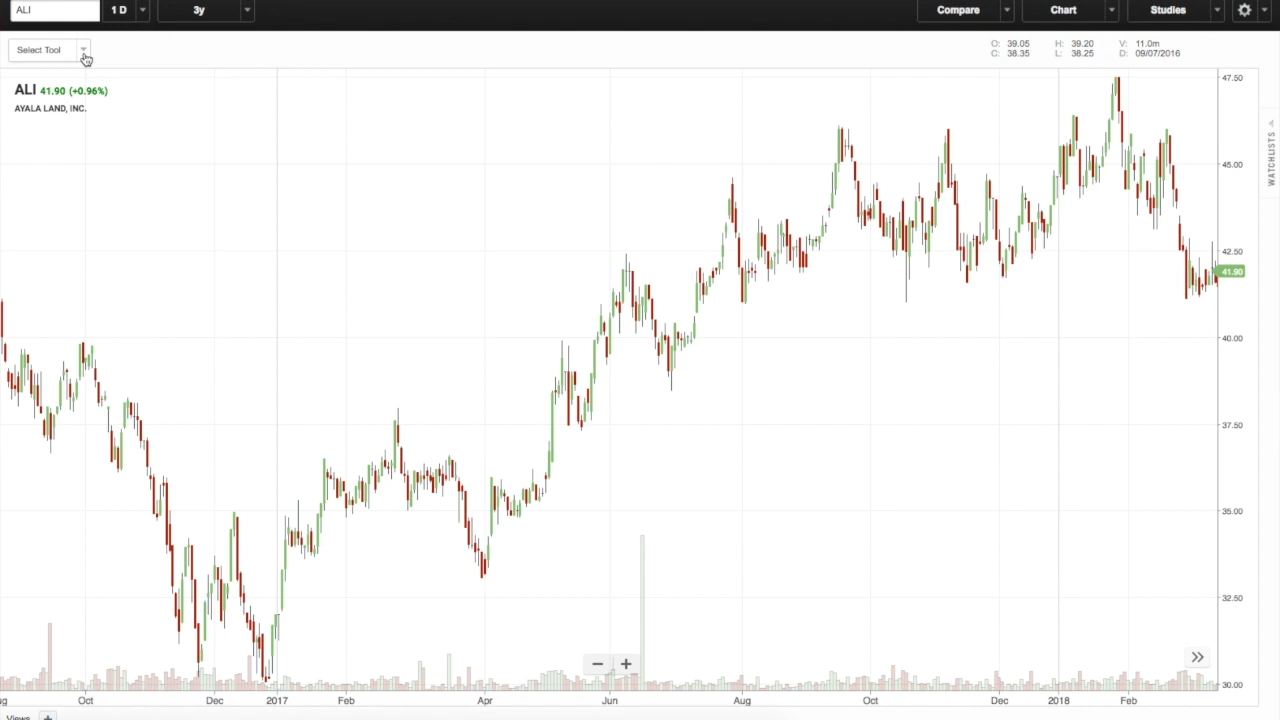 ALI 1 D 3y Compare Chart Studies
Select Tool
O: 39.05 H: 39.20 V: 11.0m
C: 38.35 L: 38.25 D: 09/07/2016
ALI 41.90 (+0.96%)
AYALA LAND, INC.
47.50
45.00
42.50
41.90
40.00
37.50
35.00
32.50
30.00
WATCHLISTS
− +
Oct Dec 2017 Feb Apr Jun Aug Oct Dec 2018 Feb
Views +